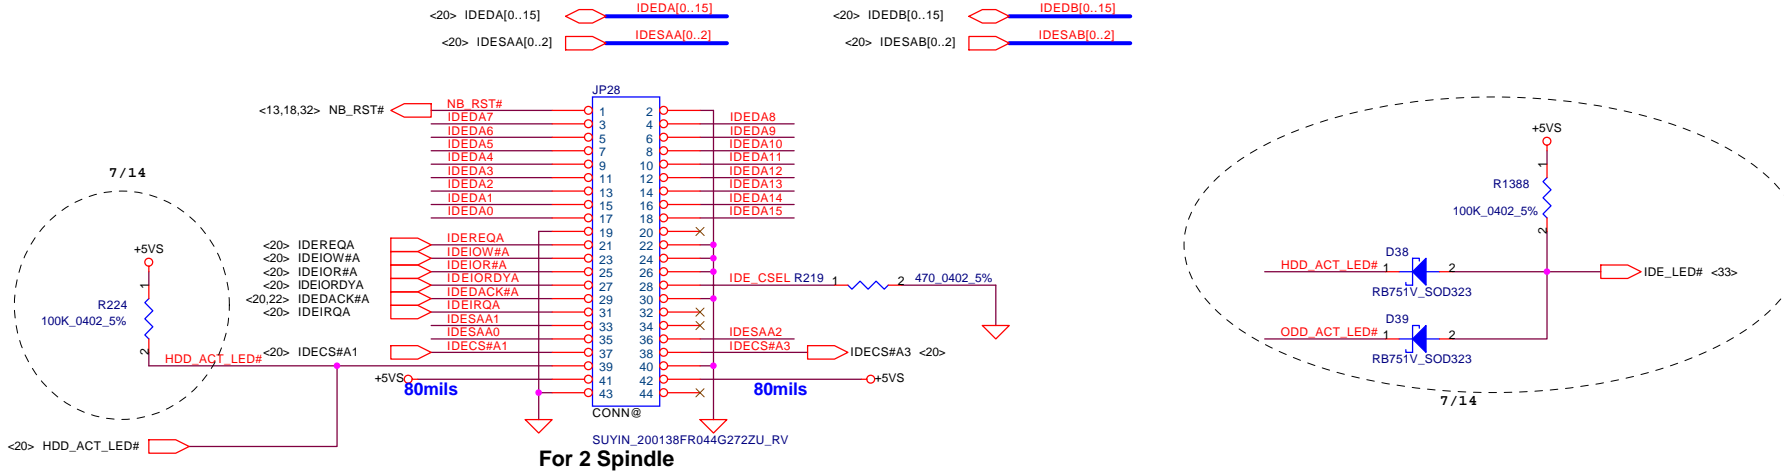 <20> IDEDA[0..15] IDEDA[0..15] <20> IDEDB[0..15] IDEDB[0..15]
<20> IDESAA[0..2] IDESAA[0..2] <20> IDESAB[0..2] IDESAB[0..2]
JP28
<13,18,32> NB_RST# NB_RST# 1 2
IDEDA7 3 4 IDEDA8
IDEDA6 5 6 IDEDA9
IDEDA5 7 8 IDEDA10
IDEDA4 9 10 IDEDA11
IDEDA3 11 12 IDEDA12
IDEDA2 13 14 IDEDA13
IDEDA1 15 16 IDEDA14
IDEDA0 17 18 IDEDA15
19 20
<20> IDEREQA IDEREQA 21 22
<20> IDEIOW#A IDEIOW#A 23 24
<20> IDEIOR#A IDEIOR#A 25 26
<20> IDEIORDYA IDEIORDYA 27 28 IDE_CSEL R219 1 2 470_0402_5%
<20,22> IDEDACK#A IDEDACK#A 29 30
<20> IDEIRQA IDEIRQA 31 32
IDESAA1 33 34
IDESAA0 35 36 IDESAA2
<20> IDECS#A1 IDECS#A1 37 38 IDECS#A3 IDECS#A3 <20>
HDD_ACT_LED# 39 40
+5VS 41 42 +5VS
80mils 80mils
43 44
CONN@
SUYIN_200138FR044G272ZU_RV
For 2 Spindle
7/14
+5VS
1
R224
100K_0402_5%
2
<20> HDD_ACT_LED#
+5VS
1
R1388
100K_0402_5%
2
D38
HDD_ACT_LED# 1 2 IDE_LED# <33>
RB751V_SOD323
D39
ODD_ACT_LED# 1 2
RB751V_SOD323
7/14